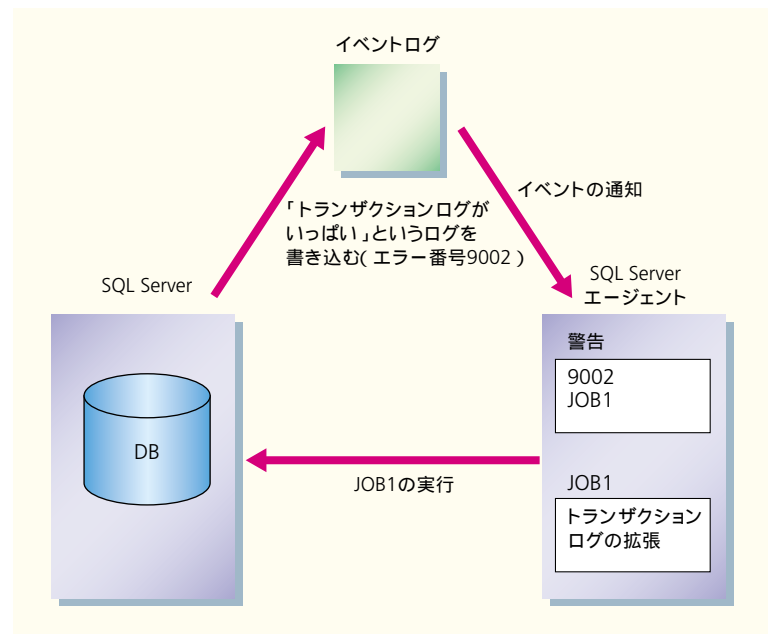 イベントログ
イベントの通知
「トランザクションログが
いっぱい」というログを
書き込む(エラー番号9002)
SQL Server
SQL Server
エージェント
警告
9002
JOB1
DB
JOB1の実行
JOB1
トランザクション
ログの拡張